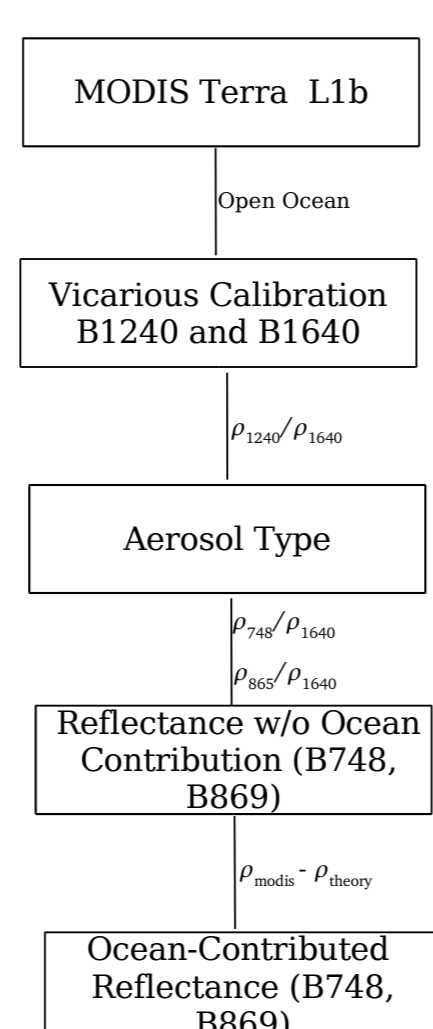 MODIS Terra L1b
Open Ocean
Vicarious Calibration
B1240 and B1640
ρ₁₂₄₀/ρ₁₆₄₀
Aerosol Type
ρ₇₄₈/ρ₁₆₄₀
ρ₈₆₅/ρ₁₆₄₀
Reflectance w/o Ocean
Contribution (B748,
B869)
ρmodis - ρtheory
Ocean-Contributed
Reflectance (B748,
B869)